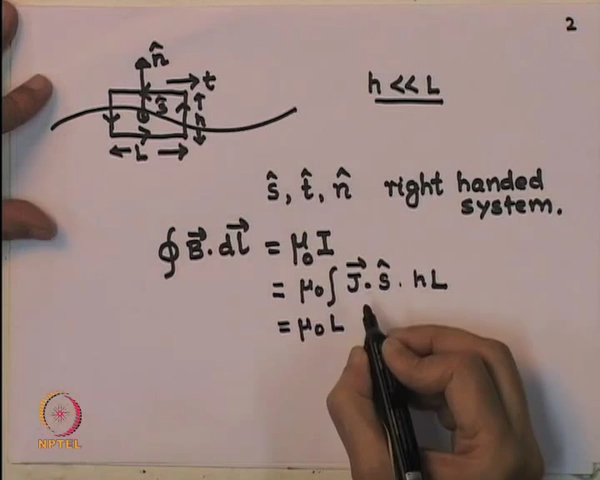 2
n̂
t
ŝ
h
L
h << L
ŝ, t̂, n̂ right handed
system.
∮ B⃗ . dl⃗ = μ₀ I
= μ₀ ∫ J⃗ . ŝ . hL
= μ₀ L
NPTEL